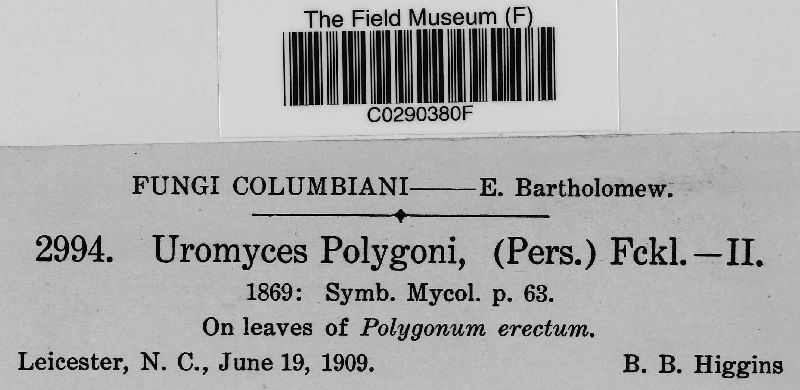 The Field Museum (F)
C0290380F
FUNGI COLUMBIANI——E. Bartholomew.
2994. Uromyces Polygoni, (Pers.) Fckl.—II.
1869: Symb. Mycol. p. 63.
On leaves of Polygonum erectum.
Leicester, N. C., June 19, 1909. B. B. Higgins